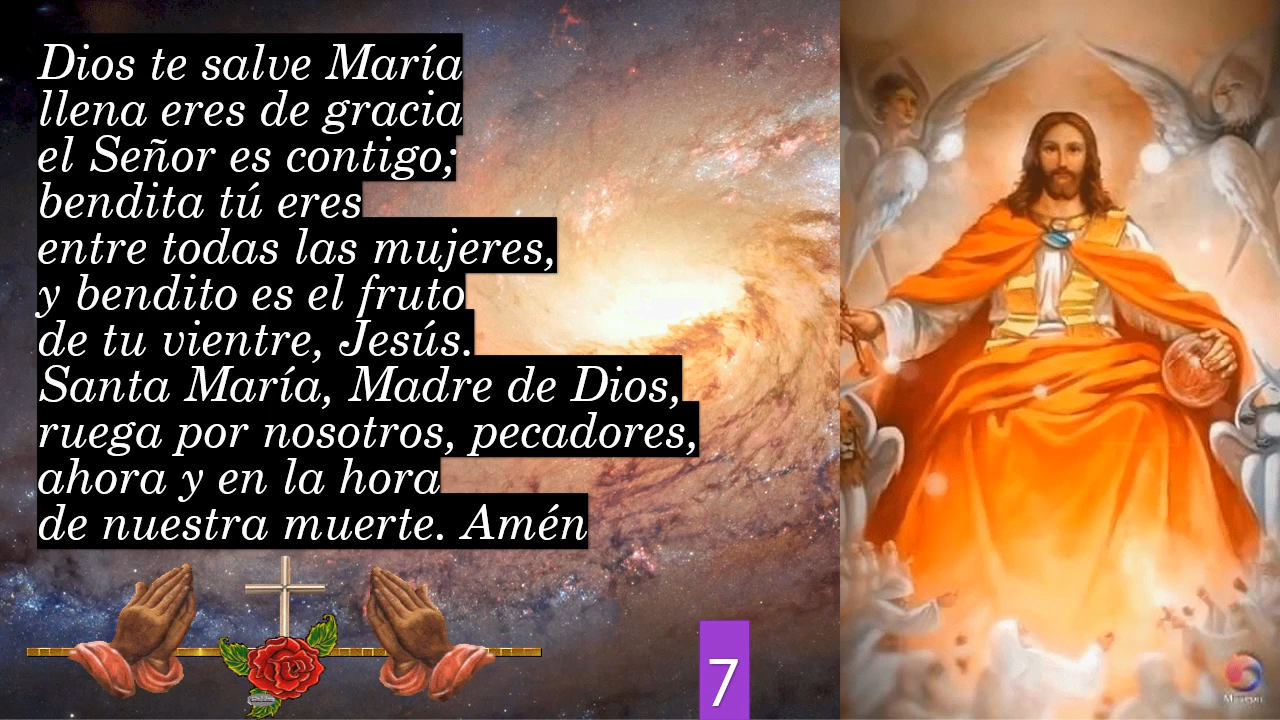 Dios te salve María
llena eres de gracia
el Señor es contigo;
bendita tú eres
entre todas las mujeres,
y bendito es el fruto
de tu vientre, Jesús.
Santa María, Madre de Dios,
ruega por nosotros, pecadores,
ahora y en la hora
de nuestra muerte. Amén
7